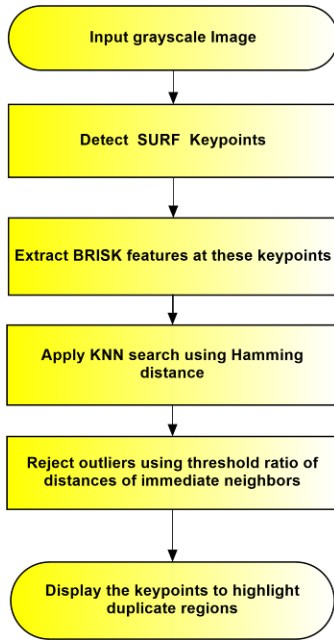 Input grayscale Image
Detect SURF Keypoints
Extract BRISK features at these keypoints
Apply KNN search using Hamming
distance
Reject outliers using threshold ratio of
distances of immediate neighbors
Display the keypoints to highlight
duplicate regions